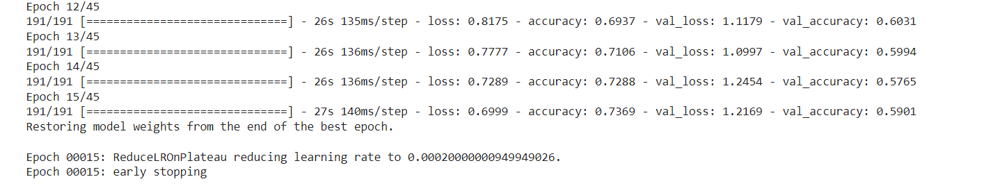 Epoch 12/45
191/191 [==============================] - 26s 135ms/step - loss: 0.8175 - accuracy: 0.6937 - val_loss: 1.1179 - val_accuracy: 0.6031
Epoch 13/45
191/191 [==============================] - 26s 136ms/step - loss: 0.7777 - accuracy: 0.7106 - val_loss: 1.0997 - val_accuracy: 0.5994
Epoch 14/45
191/191 [==============================] - 26s 136ms/step - loss: 0.7289 - accuracy: 0.7288 - val_loss: 1.2454 - val_accuracy: 0.5765
Epoch 15/45
191/191 [==============================] - 27s 140ms/step - loss: 0.6999 - accuracy: 0.7369 - val_loss: 1.2169 - val_accuracy: 0.5901
Restoring model weights from the end of the best epoch.
Epoch 00015: ReduceLROnPlateau reducing learning rate to 0.00020000000949949026.
Epoch 00015: early stopping